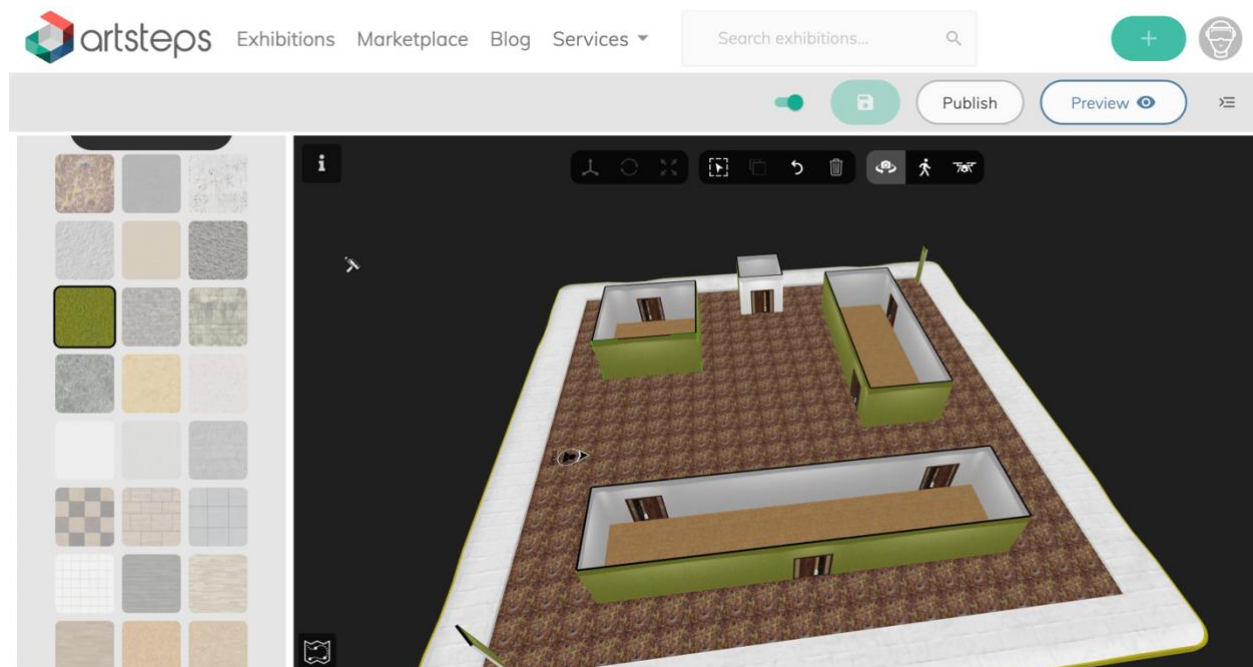 artsteps Exhibitions Marketplace Blog Services Search exhibitions... +
Publish Preview
i